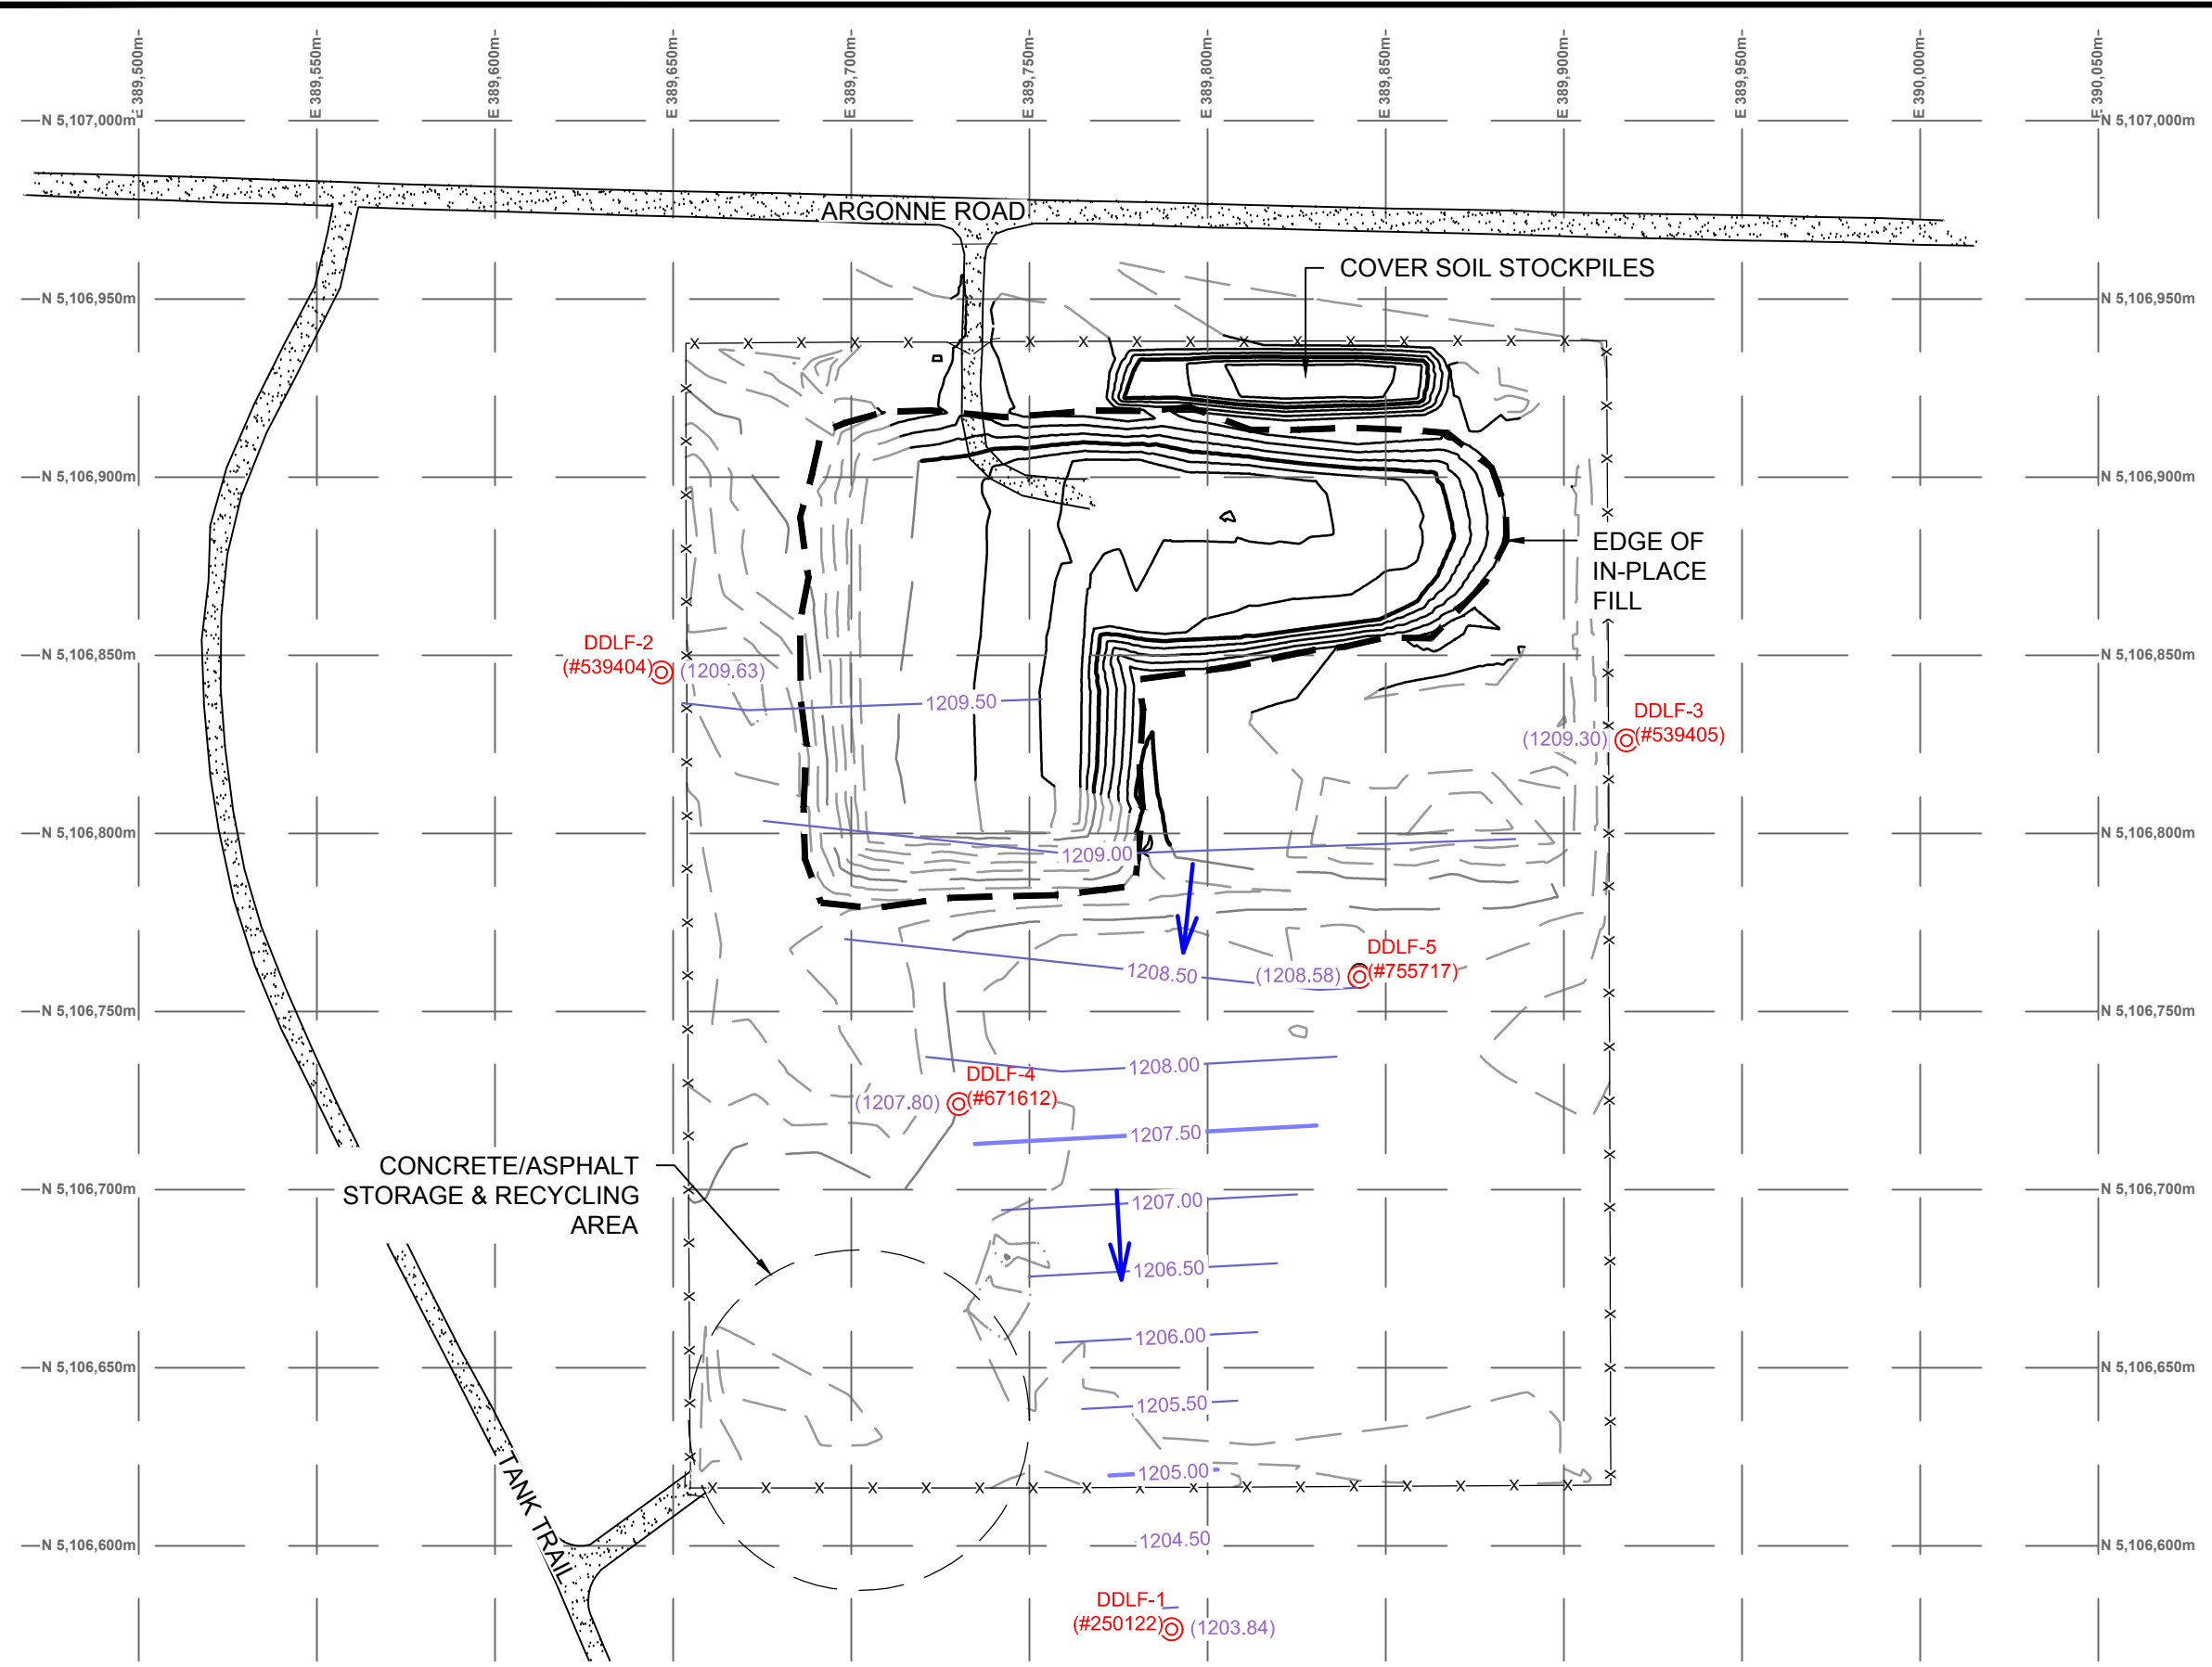 E 389,500m
E 389,550m
E 389,600m
E 389,650m
E 389,700m
E 389,750m
E 389,800m
E 389,850m
E 389,900m
E 389,950m
E 390,000m
E 390,050m
N 5,107,000m
N 5,107,000m
ARGONNE ROAD
COVER SOIL STOCKPILES
N 5,106,950m
N 5,106,950m
N 5,106,900m
N 5,106,900m
EDGE OF
IN-PLACE
FILL
DDLF-2
(#539404)
(1209.63)
N 5,106,850m
N 5,106,850m
1209.50
DDLF-3
(#539405)
(1209.30)
N 5,106,800m
N 5,106,800m
1209.00
DDLF-5
(#755717)
(1208.58)
1208.50
N 5,106,750m
N 5,106,750m
1208.00
DDLF-4
(#671612)
(1207.80)
1207.50
CONCRETE/ASPHALT
STORAGE & RECYCLING
AREA
N 5,106,700m
N 5,106,700m
1207.00
1206.50
1206.00
N 5,106,650m
N 5,106,650m
1205.50
1205.00
TANK TRAIL
N 5,106,600m
N 5,106,600m
1204.50
DDLF-1
(#250122)
(1203.84)